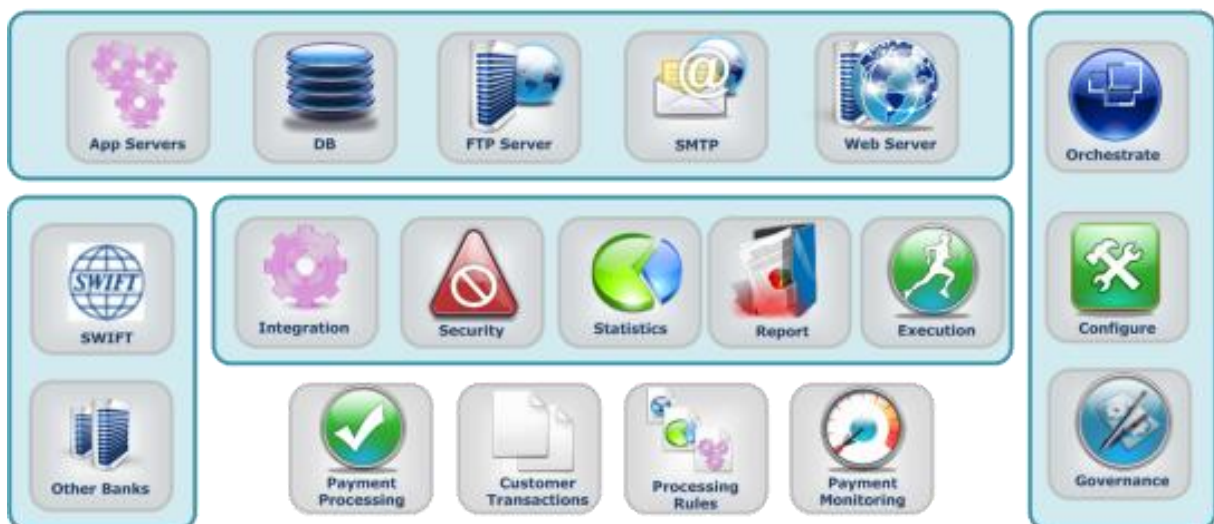 App Servers
DB
FTP Server
@
SMTP
Web Server
Orchestrate
SWIFT
SWIFT
Integration
Security
Statistics
Report
Execution
Configure
Other Banks
Payment
Processing
Customer
Transactions
Processing
Rules
Payment
Monitoring
Governance